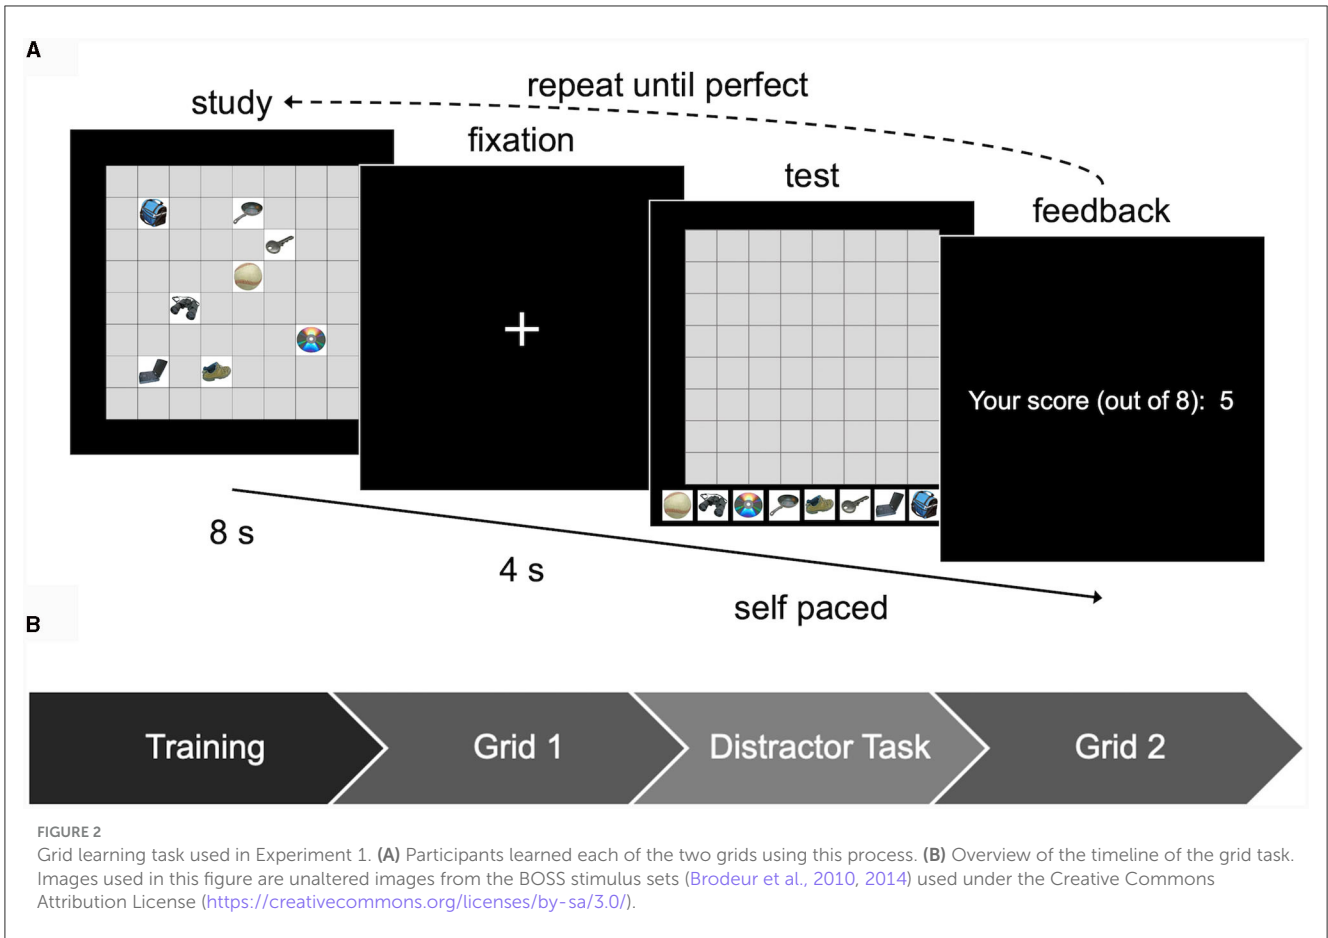 A
repeat until perfect
study
fixation
test
feedback
Your score (out of 8): 5
8 s
4 s
self paced
B
Training
Grid 1
Distractor Task
Grid 2
FIGURE 2
Grid learning task used in Experiment 1. (A) Participants learned each of the two grids using this process. (B) Overview of the timeline of the grid task.
Images used in this figure are unaltered images from the BOSS stimulus sets (Brodeur et al., 2010, 2014) used under the Creative Commons
Attribution License (https://creativecommons.org/licenses/by-sa/3.0/).